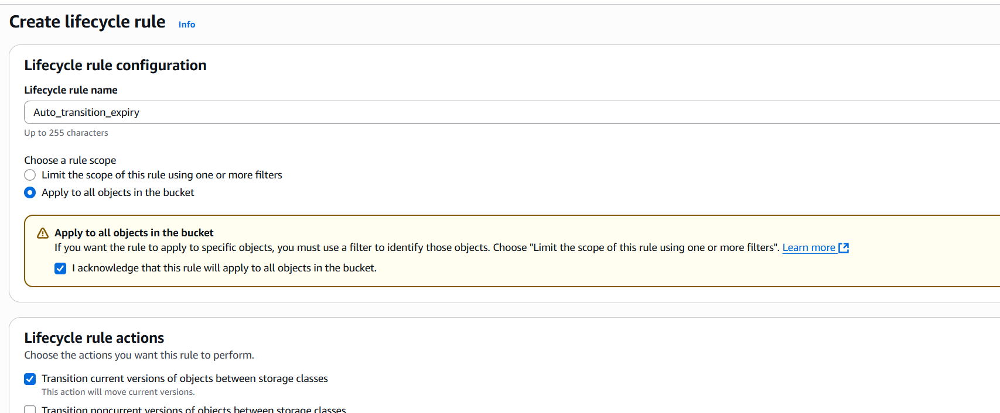 Create lifecycle rule Info
Lifecycle rule configuration
Lifecycle rule name
Auto_transition_expiry
Up to 255 characters
Choose a rule scope
Limit the scope of this rule using one or more filters
Apply to all objects in the bucket
Apply to all objects in the bucket
If you want the rule to apply to specific objects, you must use a filter to identify those objects. Choose "Limit the scope of this rule using one or more filters". Learn more
I acknowledge that this rule will apply to all objects in the bucket.
Lifecycle rule actions
Choose the actions you want this rule to perform.
Transition current versions of objects between storage classes
This action will move current versions.
Transition noncurrent versions of objects between storage classes